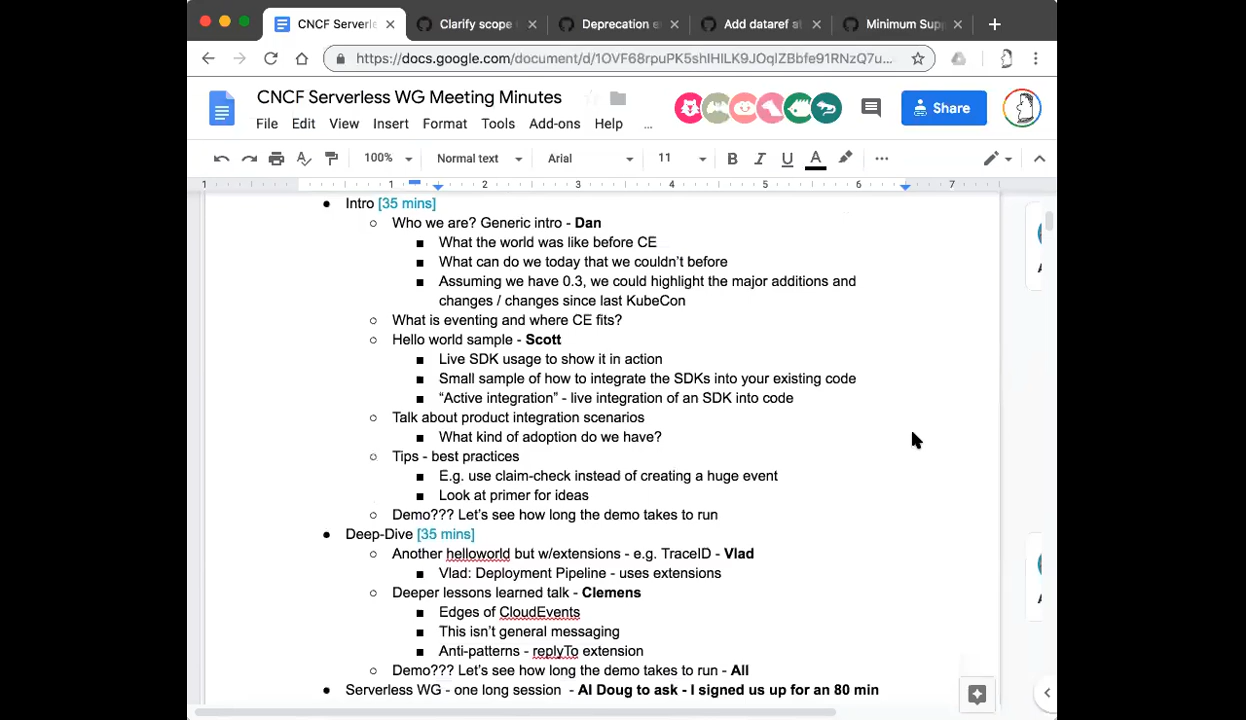 CNCF Serverle
Clarify scope
Deprecation e
Add dataref at
Minimum Sup
https://docs.google.com/document/d/1OVF68rpuPK5shIHILK9JOqIZBbfe91RNzQ7u...
CNCF Serverless WG Meeting Minutes
File Edit View Insert Format Tools Add-ons Help ...
Share
100% Normal text Arial 11 B I U A
1 1 2 3 4 5 6 7
● Intro [35 mins]
○ Who we are? Generic intro - Dan
■ What the world was like before CE
■ What can do we today that we couldn't before
■ Assuming we have 0.3, we could highlight the major additions and
changes / changes since last KubeCon
○ What is eventing and where CE fits?
○ Hello world sample - Scott
■ Live SDK usage to show it in action
■ Small sample of how to integrate the SDKs into your existing code
■ “Active integration” - live integration of an SDK into code
○ Talk about product integration scenarios
■ What kind of adoption do we have?
○ Tips - best practices
■ E.g. use claim-check instead of creating a huge event
■ Look at primer for ideas
○ Demo??? Let's see how long the demo takes to run
● Deep-Dive [35 mins]
○ Another helloworld but w/extensions - e.g. TraceID - Vlad
■ Vlad: Deployment Pipeline - uses extensions
○ Deeper lessons learned talk - Clemens
■ Edges of CloudEvents
■ This isn't general messaging
■ Anti-patterns - replyTo extension
○ Demo??? Let's see how long the demo takes to run - All
● Serverless WG - one long session - AI Doug to ask - I signed us up for an 80 min